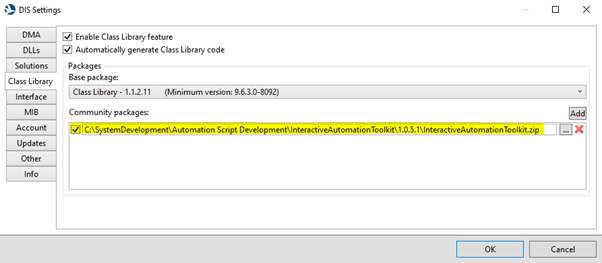 DIS Settings
DMA
DLLs
Solutions
Class Library
Interface
MIB
Account
Updates
Other
Info
Enable Class Library feature
Automatically generate Class Library code
Packages
Base package:
Class Library - 1.1.2.11 (Minimum version: 9.6.3.0-8092)
Community packages:
Add
C:\SystemDevelopment\Automation Script Development\InteractiveAutomationToolkit\1.0.5.1\InteractiveAutomationToolkit.zip
...
OK
Cancel